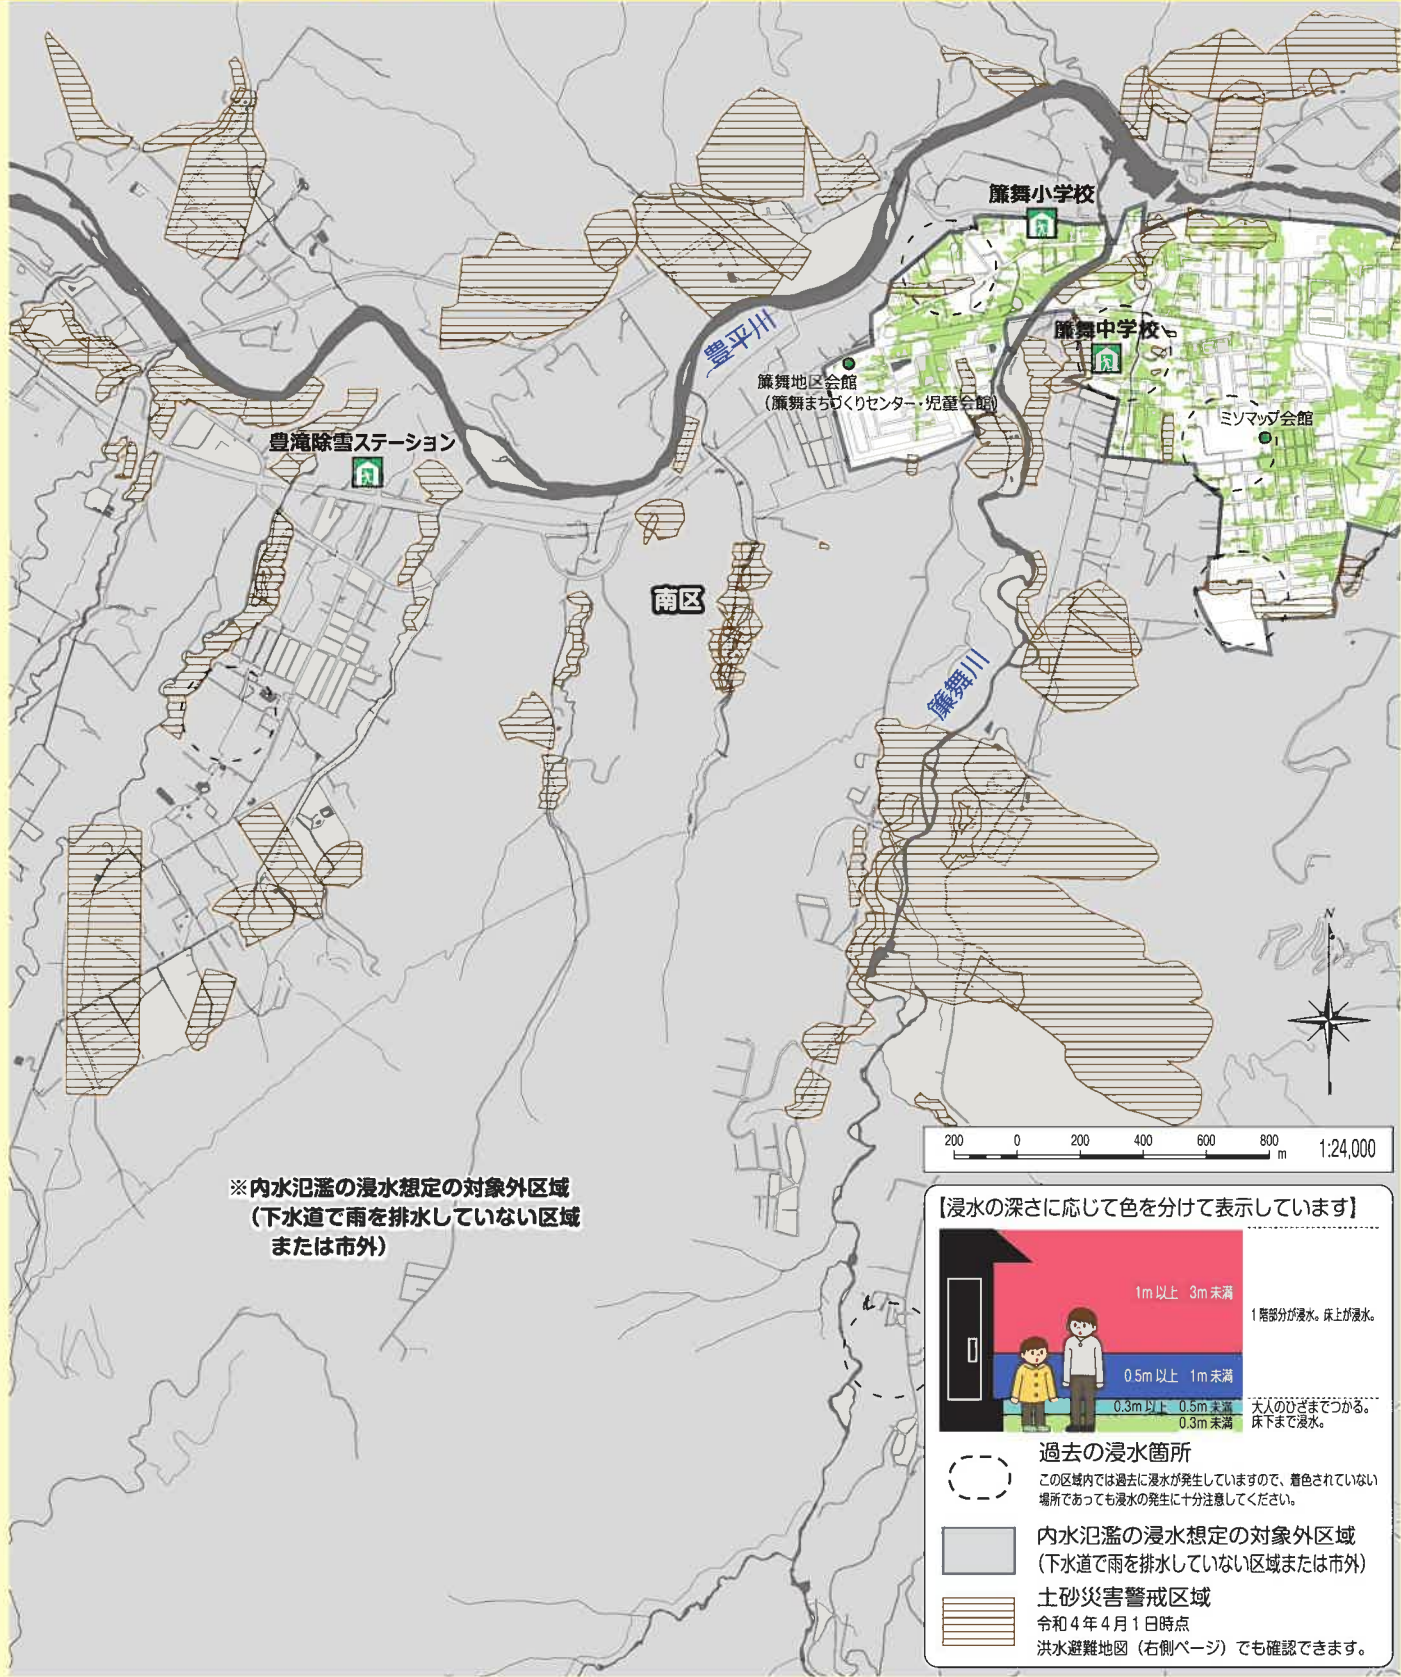 簾舞小学校
簾舞中学校
豊平川
簾舞地区会館
(簾舞まちづくりセンター・児童会館)
ミソマップ会館
豊滝除雪ステーション
南区
簾舞川
N
200 0 200 400 600 800 m 1:24,000
※内水氾濫の浸水想定の対象外区域
(下水道で雨を排水していない区域
または市外)
【浸水の深さに応じて色を分けて表示しています】
1m以上 3m未満
1階部分が浸水。床上が浸水。
0.5m以上 1m未満
0.3m以上 0.5m未満
大人のひざまでつかる。
0.3m未満
床下まで浸水。
過去の浸水箇所
この区域内では過去に浸水が発生していますので、着色されていない
場所であっても浸水の発生に十分注意してください。
内水氾濫の浸水想定の対象外区域
(下水道で雨を排水していない区域または市外)
土砂災害警戒区域
令和4年4月1日時点
洪水避難地図(右側ページ)でも確認できます。